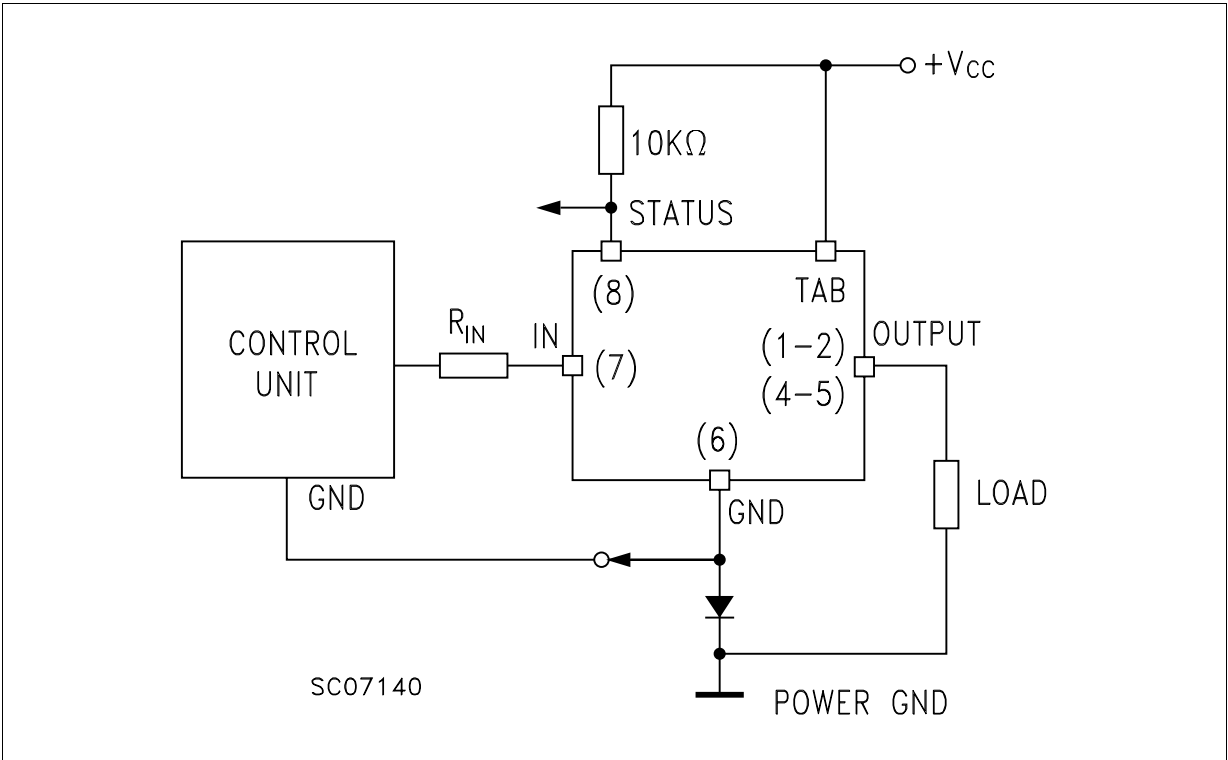 +VCC
10KΩ
STATUS
(8)
TAB
CONTROL
UNIT
RIN
IN
(7)
(1-2)
(4-5)
OUTPUT
(6)
GND
GND
LOAD
SC07140
POWER GND